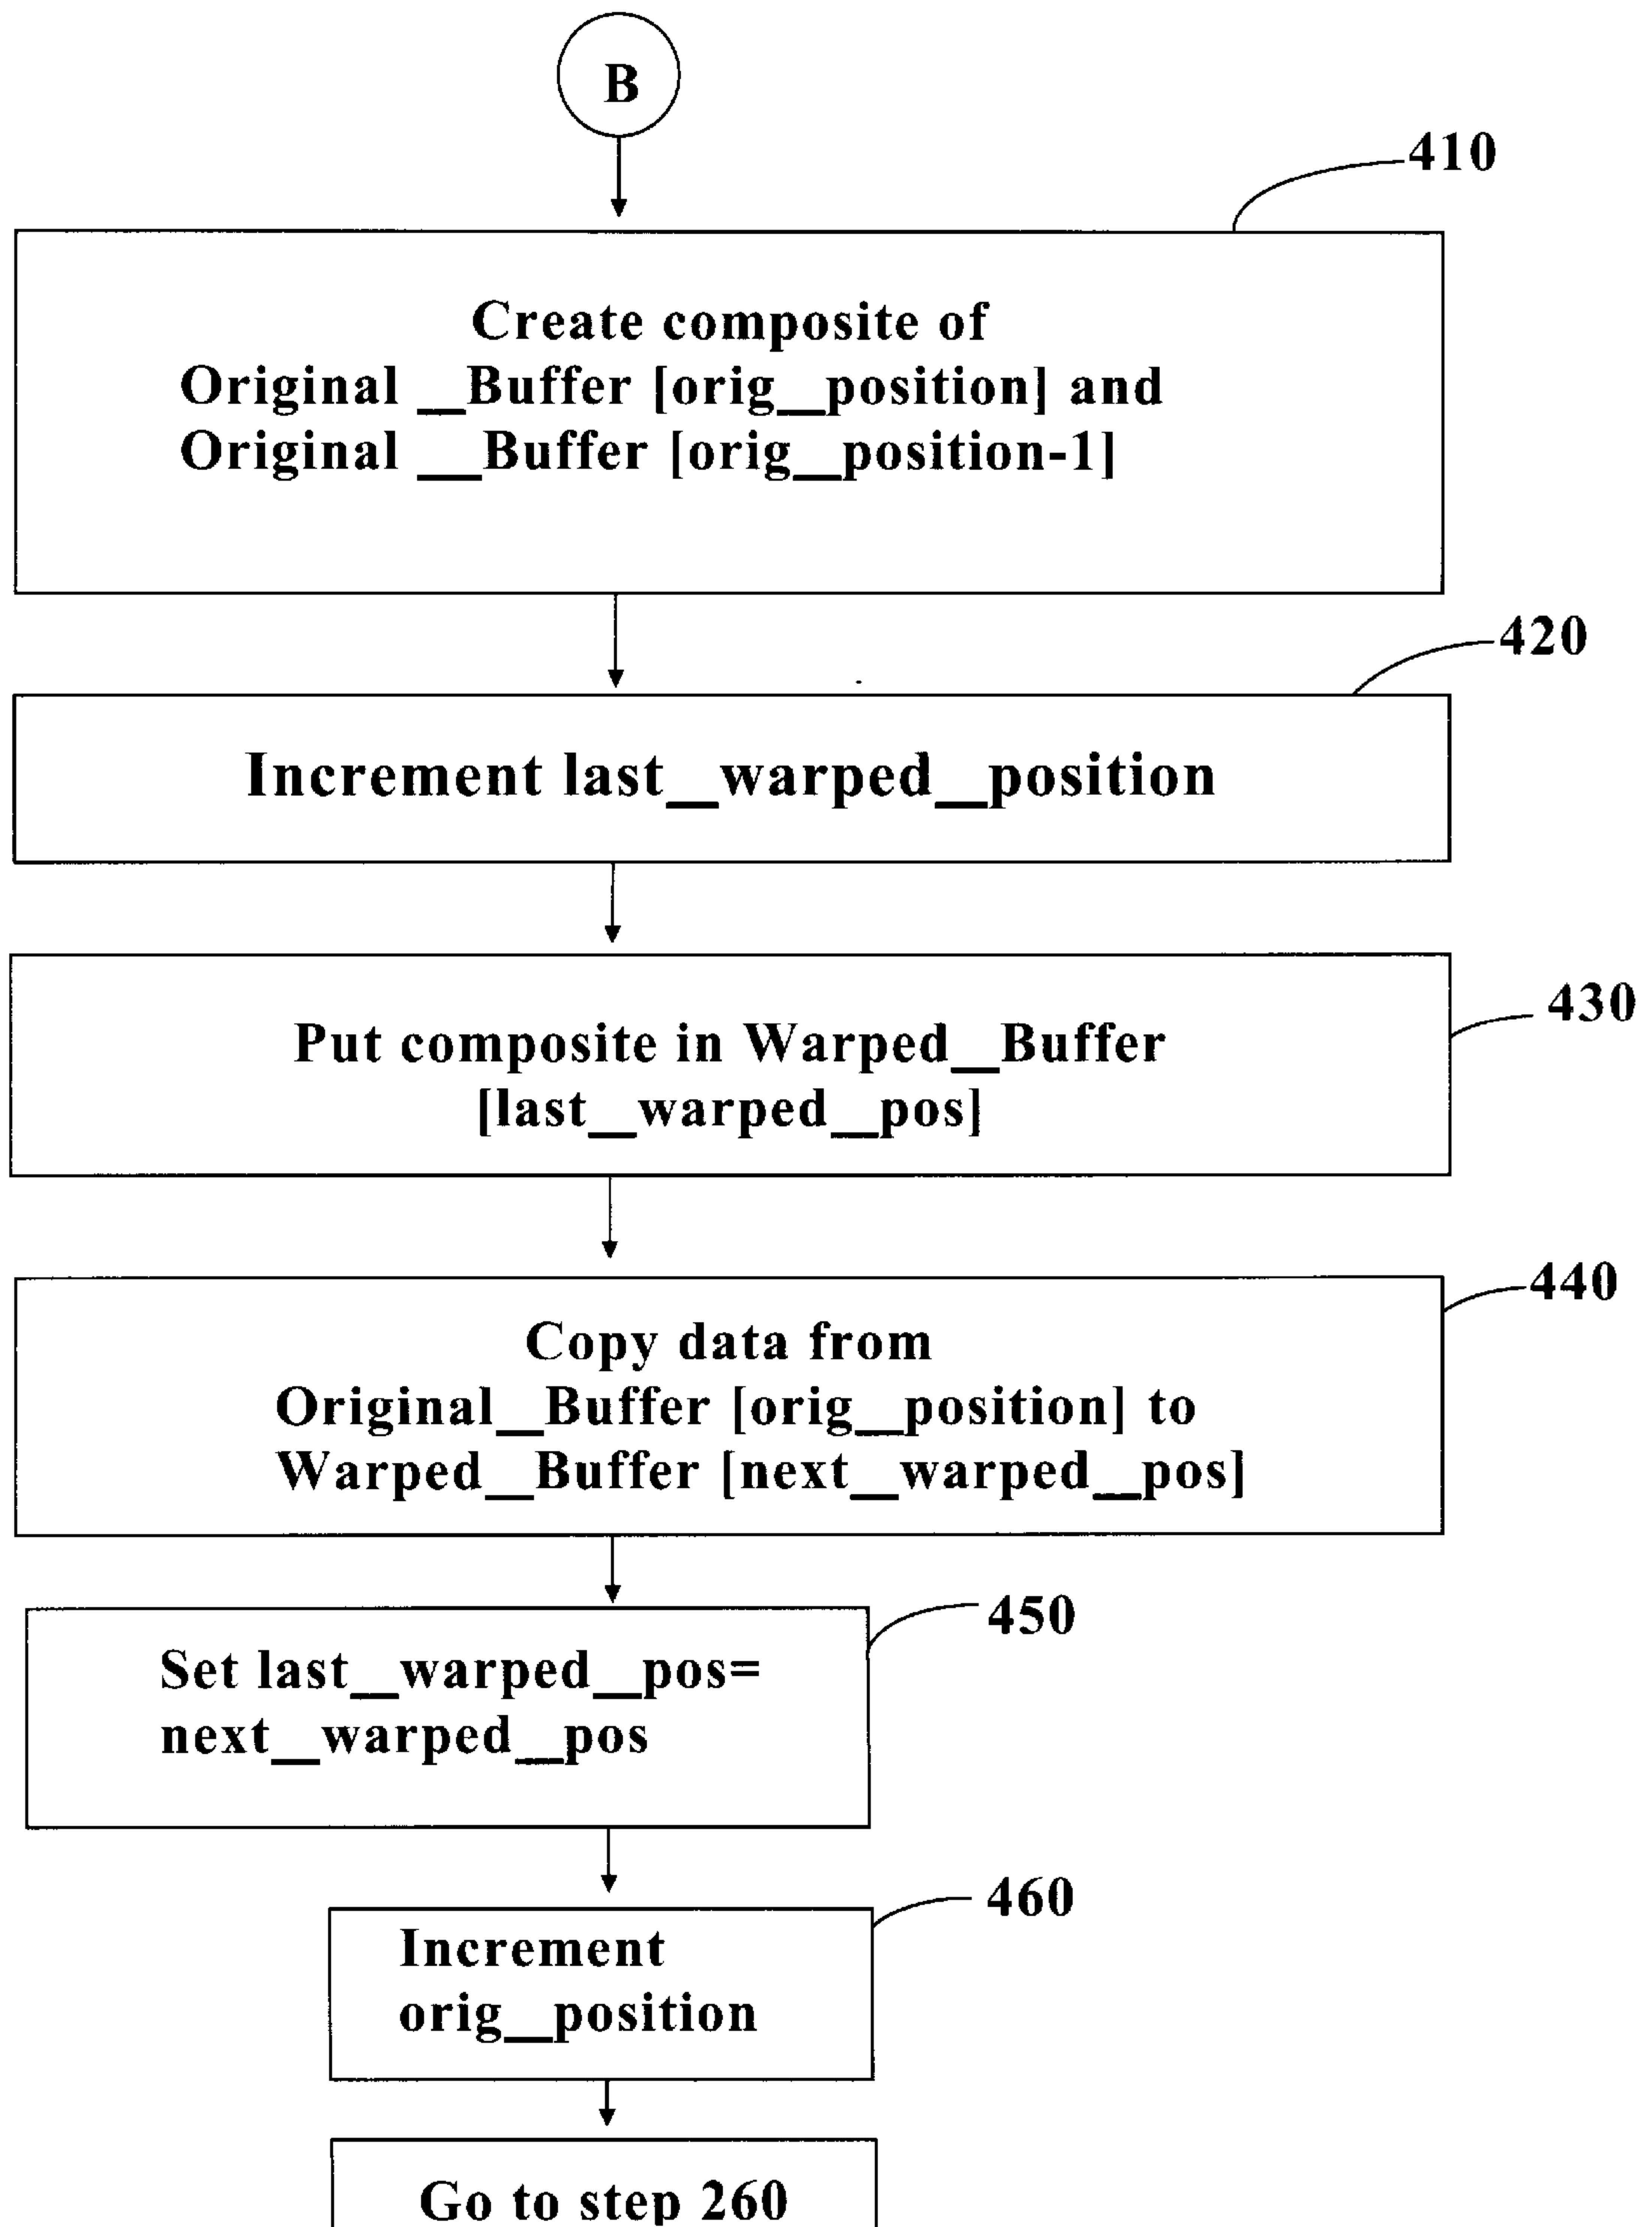 B
410
Create composite of
Original __Buffer [orig__position] and
Original __Buffer [orig__position-1]
420
Increment last__warped__position
430
Put composite in Warped__Buffer
[last__warped__pos]
440
Copy data from
Original__Buffer [orig__position] to
Warped__Buffer [next__warped__pos]
450
Set last__warped__pos=
next__warped__pos
460
Increment
orig__position
Go to step 260